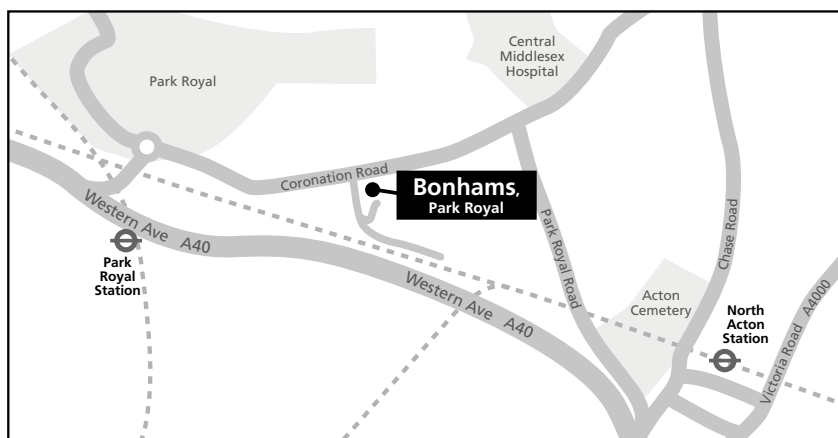 Central
Middlesex
Hospital
Park Royal
Coronation Road
Bonhams,
Park Royal
Western Ave A40
Park
Royal
Station
Park Royal Road
Chase Road
Western Ave A40
Acton
Cemetery
North
Acton
Station
Victoria Road A4000